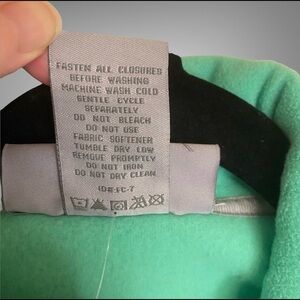 FASTEN ALL CLOSURES
BEFORE WASHING
MACHINE WASH COLD
GENTLE CYCLE
SEPARATELY
DO NOT BLEACH
DO NOT USE
FABRIC SOFTENER
TUMBLE DRY LOW
REMOVE PROMPTLY
DO NOT IRON
DO NOT DRY CLEAN
ID#:FC-7